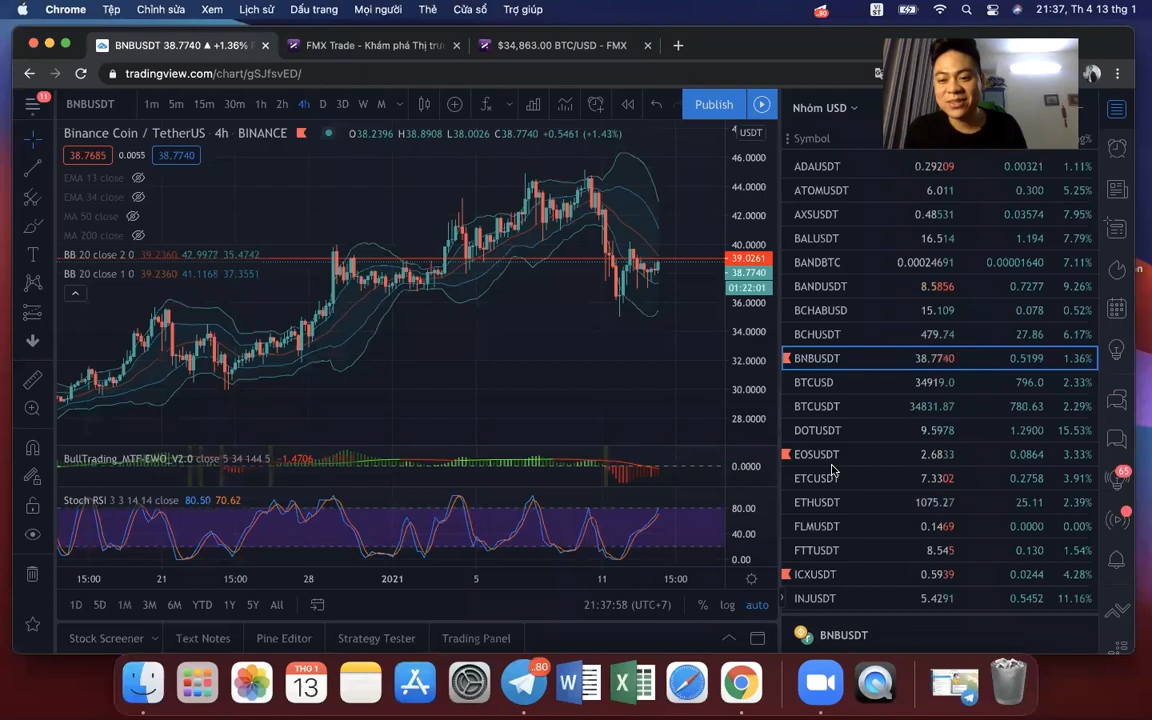 Chrome Tệp Chỉnh sửa Xem Lịch sử Dấu trang Mọi người Thẻ Cửa sổ Trợ giúp VI ST 21:37, Th 4 13 thg 1
BNBUSDT 38.7740 ▲ +1.36% FMX Trade - Khám phá Thị trư $34,863.00 BTC/USD - FMX
tradingview.com/chart/gSJfsvED/
11 BNBUSDT 1m 5m 15m 30m 1h 2h 4h D 3D W M Publish Nhóm USD
Binance Coin / TetherUS · 4h · BINANCE O38.2396 H38.8908 L38.0026 C38.7740 +0.5461 (+1.43%) USDT Symbol
38.7685 0.0055 38.7740
EMA 13 close
EMA 34 close
MA 50 close
MA 200 close
BB 20 close 2 0 39.2360 42.9977 35.4742
BB 20 close 1 0 39.2360 41.1168 37.3551
46.0000
44.0000
42.0000
40.0000
39.0261
38.7740
01:22:01
36.0000
34.0000
32.0000
30.0000
28.0000
BullTrading_MTF-EWO_V2.0 close 5 34 144.5 −1.4706 0.0000
Stoch RSI 3 3 14 14 close 80.50 70.62
80.00
40.00
0.00
15:00 21 15:00 28 2021 5 11 15:00
1D 5D 1M 3M 6M YTD 1Y 5Y All 21:37:58 (UTC+7) % log auto
Stock Screener Text Notes Pine Editor Strategy Tester Trading Panel
ADAUSDT 0.29209 0.00321 1.11%
ATOMUSDT 6.011 0.300 5.25%
AXSUSDT 0.48531 0.03574 7.95%
BALUSDT 16.514 1.194 7.79%
BANDBTC 0.00024691 0.00001640 7.11%
BANDUSDT 8.5856 0.7277 9.26%
BCHABUSD 15.109 0.078 0.52%
BCHUSDT 479.74 27.86 6.17%
BNBUSDT 38.7740 0.5199 1.36%
BTCUSD 34919.0 796.0 2.33%
BTCUSDT 34831.87 780.63 2.29%
DOTUSDT 9.5978 1.2900 15.53%
EOSUSDT 2.6833 0.0864 3.33%
ETCUSDT 7.3302 0.2758 3.91%
ETHUSDT 1075.27 25.11 2.39%
FLMUSDT 0.1469 0.0000 0.00%
FTTUSDT 8.545 0.130 1.54%
ICXUSDT 0.5939 0.0244 4.28%
INJUSDT 5.4291 0.5452 11.16%
BNBUSDT
65
THG 1
13
..80
W
X